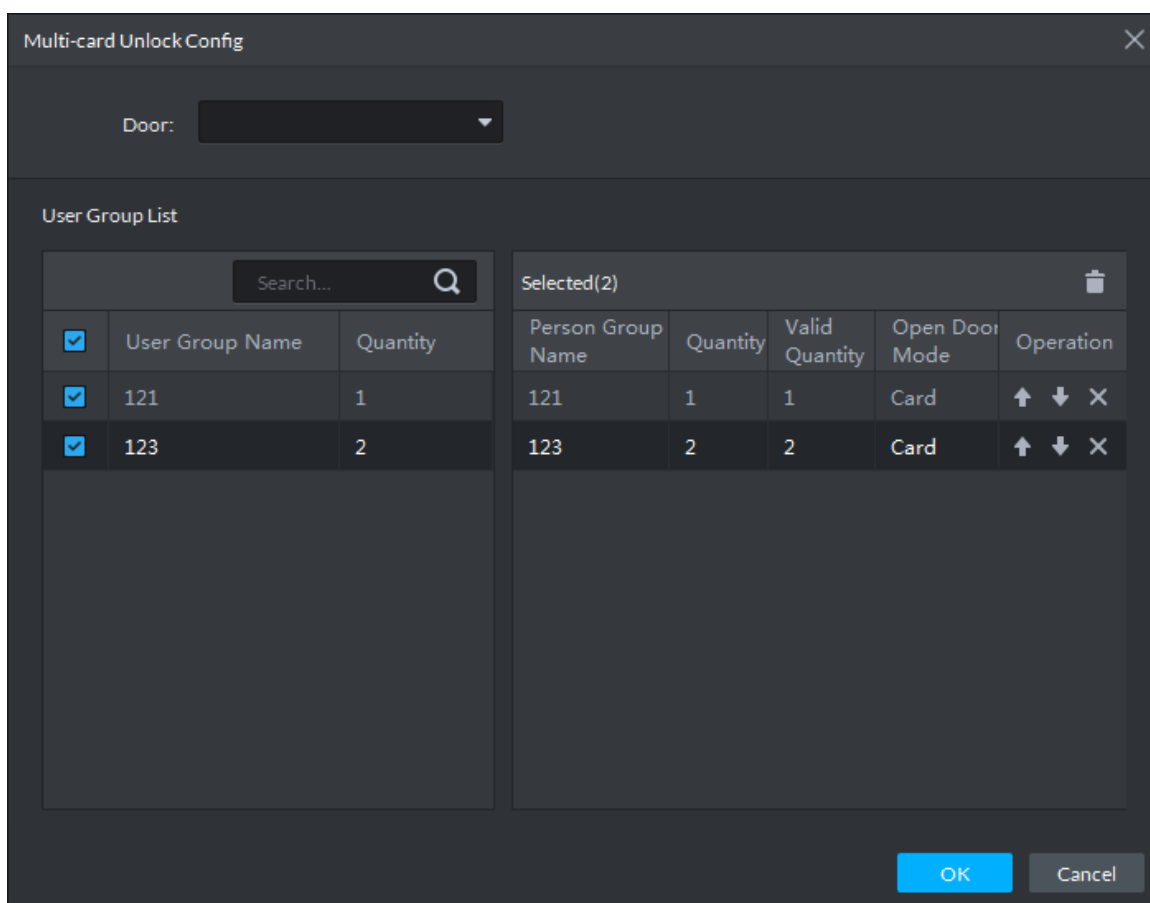 Multi-card Unlock Config
Door:
User Group List
Search...
User Group Name Quantity
121 1
123 2
Selected(2)
Person Group Name Quantity Valid Quantity Open Door Mode Operation
121 1 1 Card
123 2 2 Card
OK Cancel